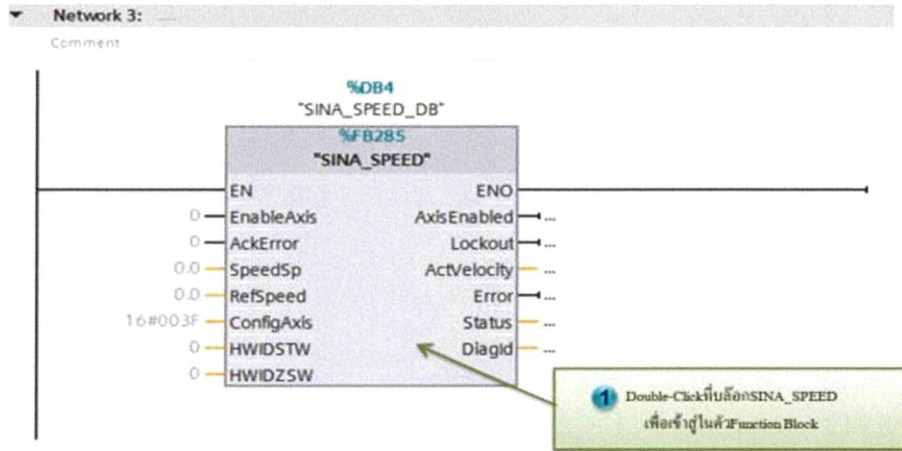 Network 3:
Comment
%DB4
"SINA_SPEED_DB"
%FB285
"SINA_SPEED"
EN ENO
0 EnableAxis AxisEnabled ...
0 AckError Lockout ...
0.0 SpeedSp ActVelocity ...
0.0 RefSpeed Error ...
16#003F ConfigAxis Status ...
0 HWIDSTW DiagId ...
0 HWIDZSW
1 Double-Clickที่บล๊อกSINA_SPEED
เพื่อเข้าสู่ในตัวFunction Block